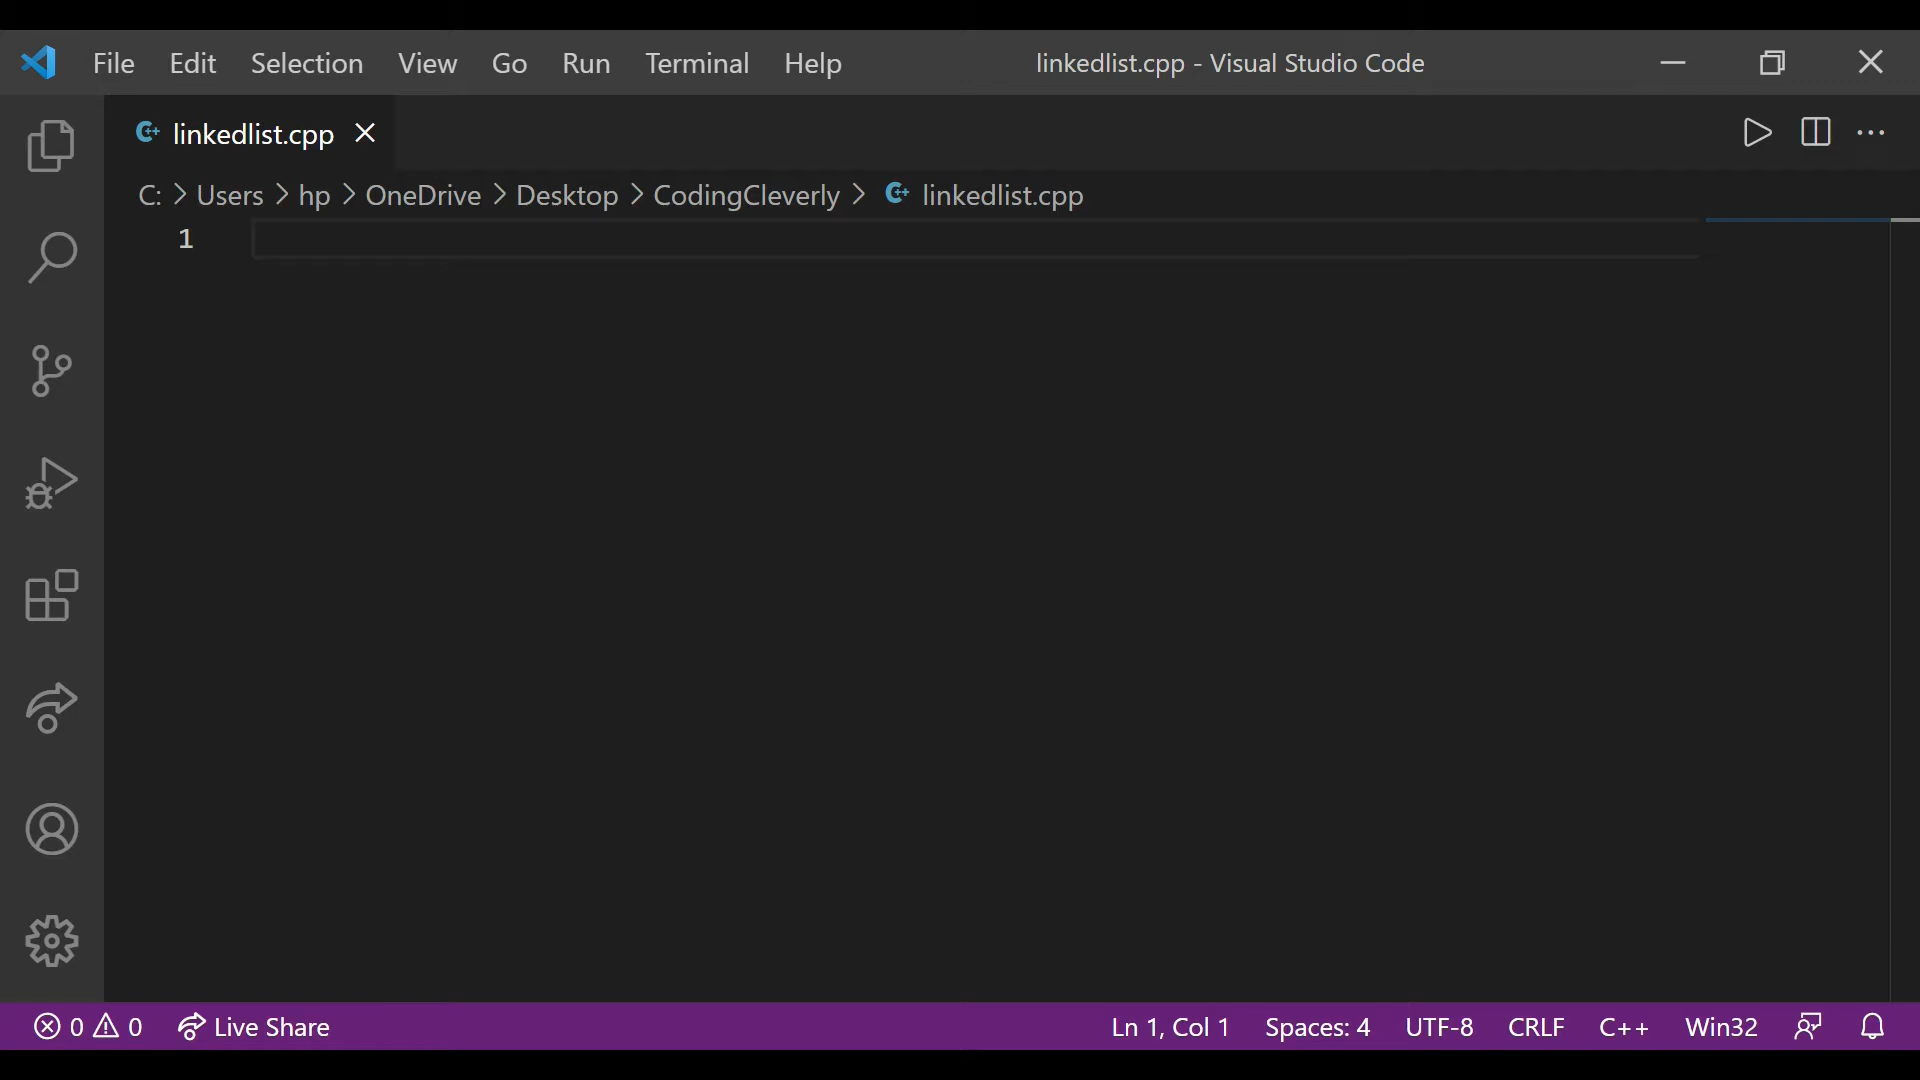 File Edit Selection View Go Run Terminal Help linkedlist.cpp - Visual Studio Code
linkedlist.cpp
C: > Users > hp > OneDrive > Desktop > CodingCleverly > linkedlist.cpp
1
0 0 Live Share Ln 1, Col 1 Spaces: 4 UTF-8 CRLF C++ Win32